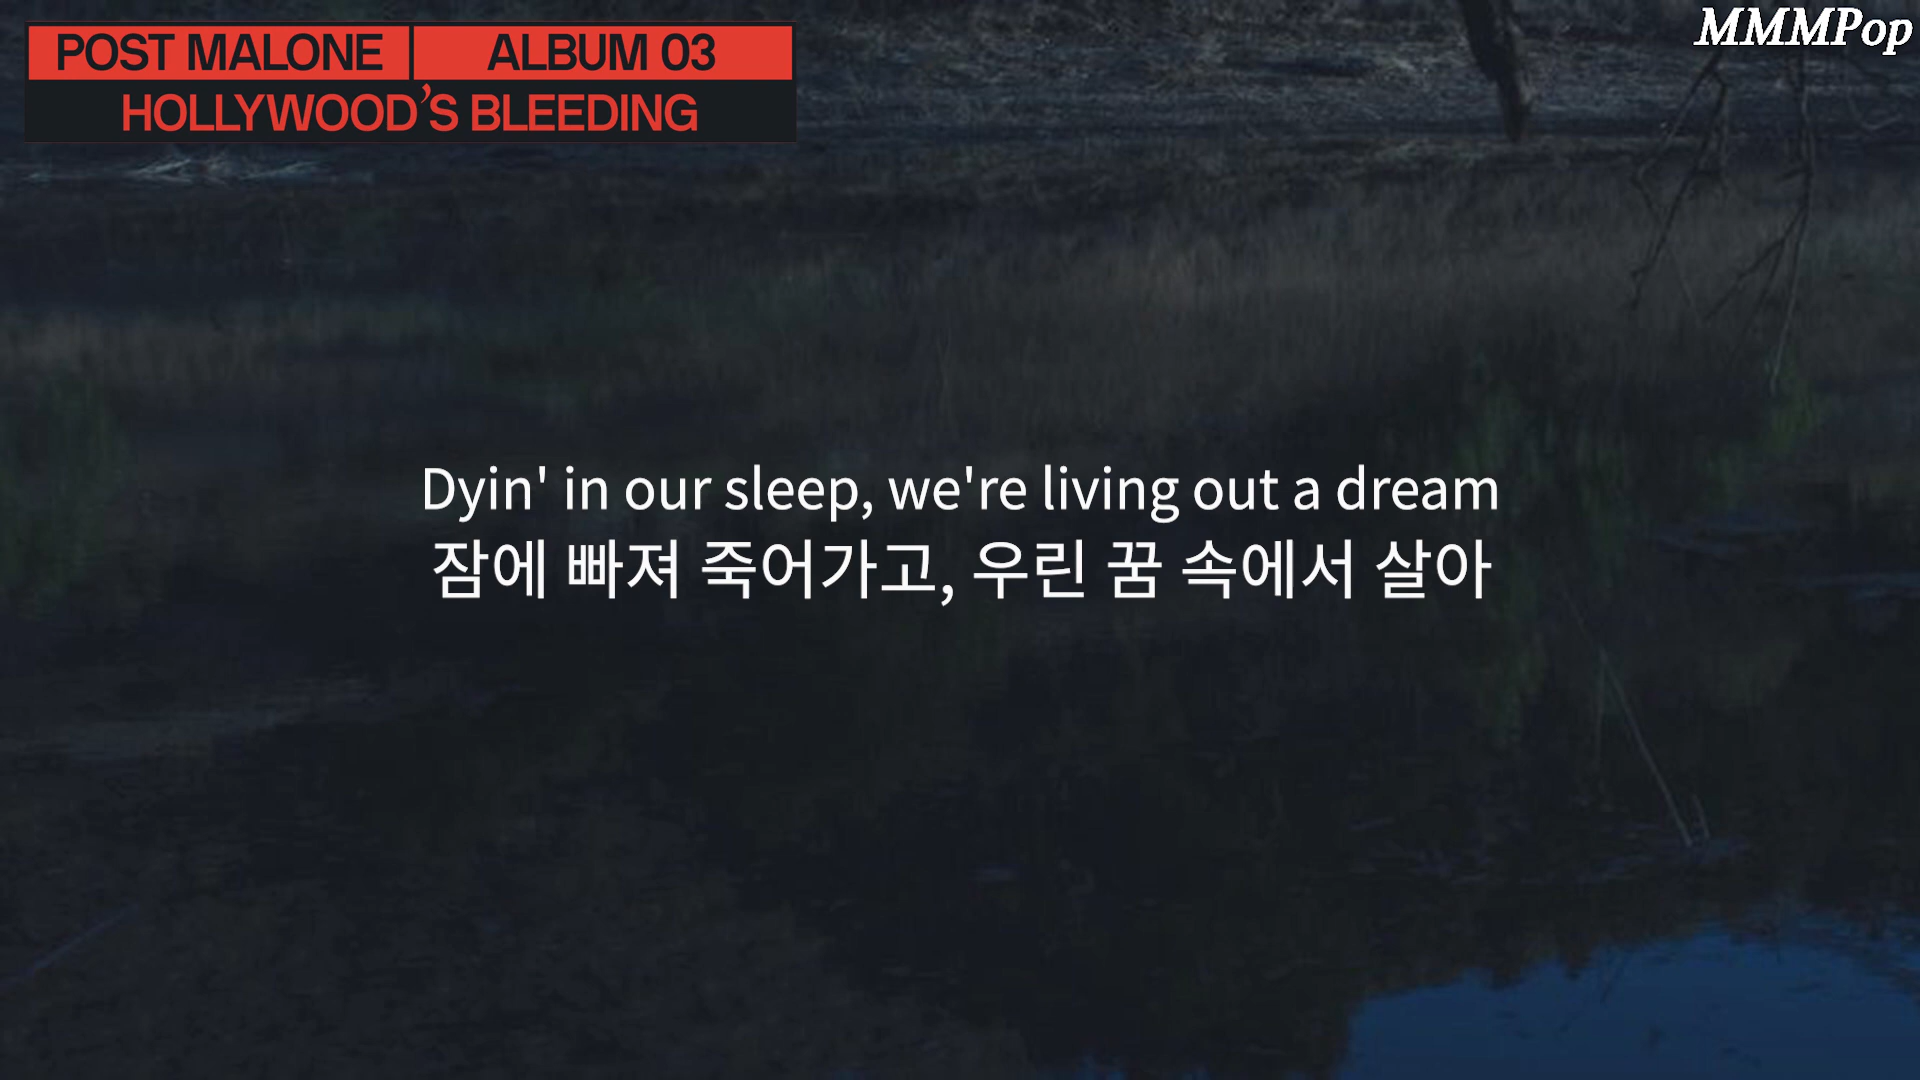 POST MALONE ALBUM 03
HOLLYWOOD'S BLEEDING
MMMPop
Dyin' in our sleep, we're living out a dream
잠에 빠져 죽어가고, 우린 꿈 속에서 살아